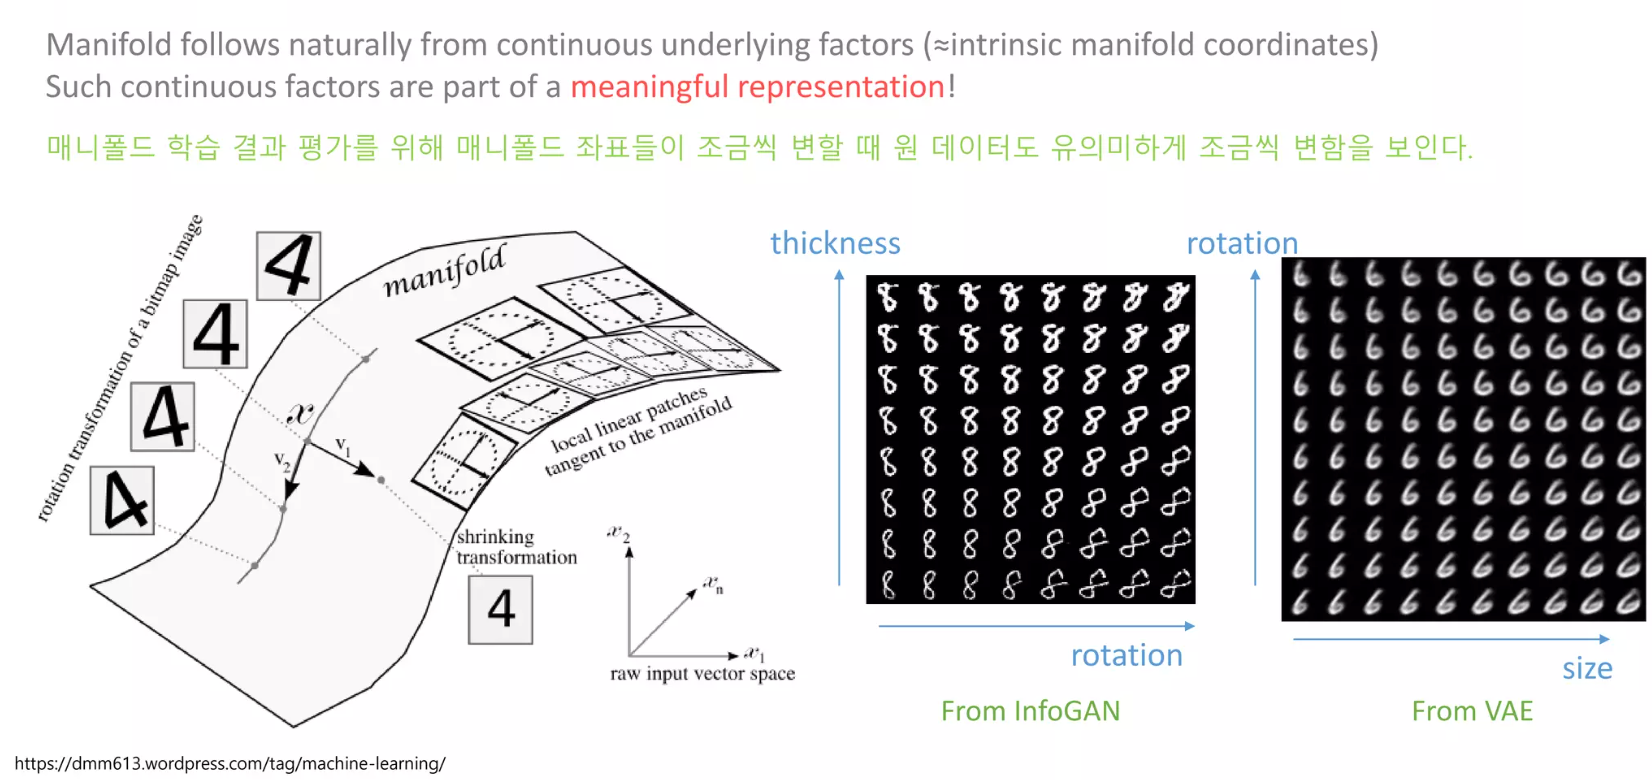 Manifold follows naturally from continuous underlying factors (≈intrinsic manifold coordinates)
Such continuous factors are part of a meaningful representation!
매니폴드 학습 결과 평가를 위해 매니폴드 좌표들이 조금씩 변할 때 원 데이터도 유의미하게 조금씩 변함을 보인다.
rotation transformation of a bitmap image
4
4
4
4
manifold
x
v1
v2
local linear patches
tangent to the manifold
shrinking
transformation
4
x2
xn
x1
raw input vector space
thickness
rotation
From InfoGAN
rotation
size
From VAE
https://dmm613.wordpress.com/tag/machine-learning/